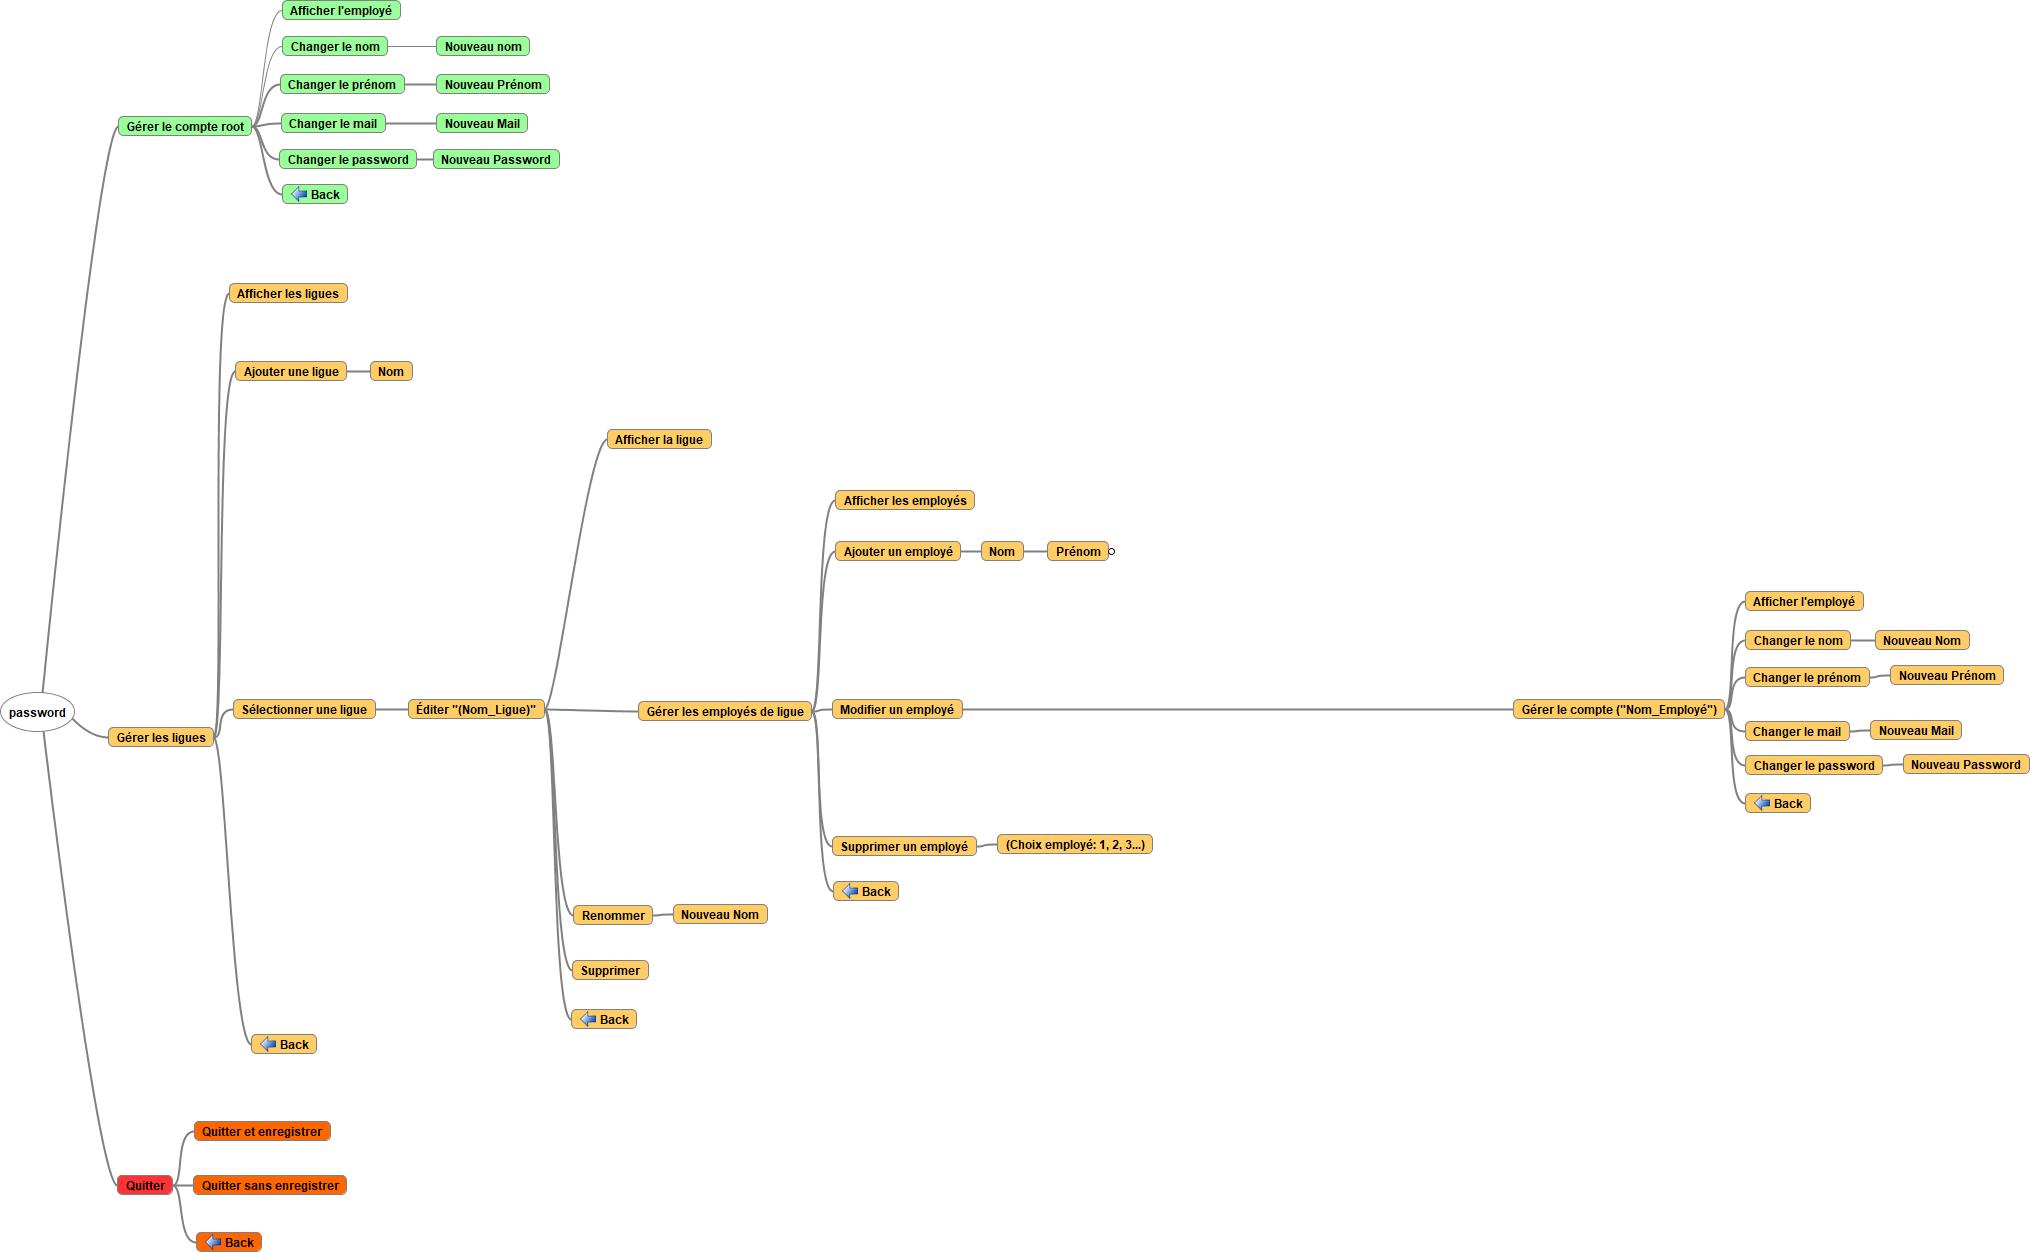 Afficher l'employé
Changer le nom
Nouveau nom
Changer le prénom
Nouveau Prénom
Gérer le compte root
Changer le mail
Nouveau Mail
Changer le password
Nouveau Password
Back
Afficher les ligues
Ajouter une ligue
Nom
Afficher la ligue
Afficher les employés
Ajouter un employé
Nom
Prénom
Afficher l'employé
Changer le nom
Nouveau Nom
Changer le prénom
Nouveau Prénom
password
Gérer les ligues
Sélectionner une ligue
Éditer "(Nom_Ligue)"
Gérer les employés de ligue
Modifier un employé
Gérer le compte ("Nom_Employé")
Changer le mail
Nouveau Mail
Changer le password
Nouveau Password
Back
Supprimer un employé
(Choix employé: 1, 2, 3...)
Back
Renommer
Nouveau Nom
Supprimer
Back
Back
Quitter et enregistrer
Quitter
Quitter sans enregistrer
Back